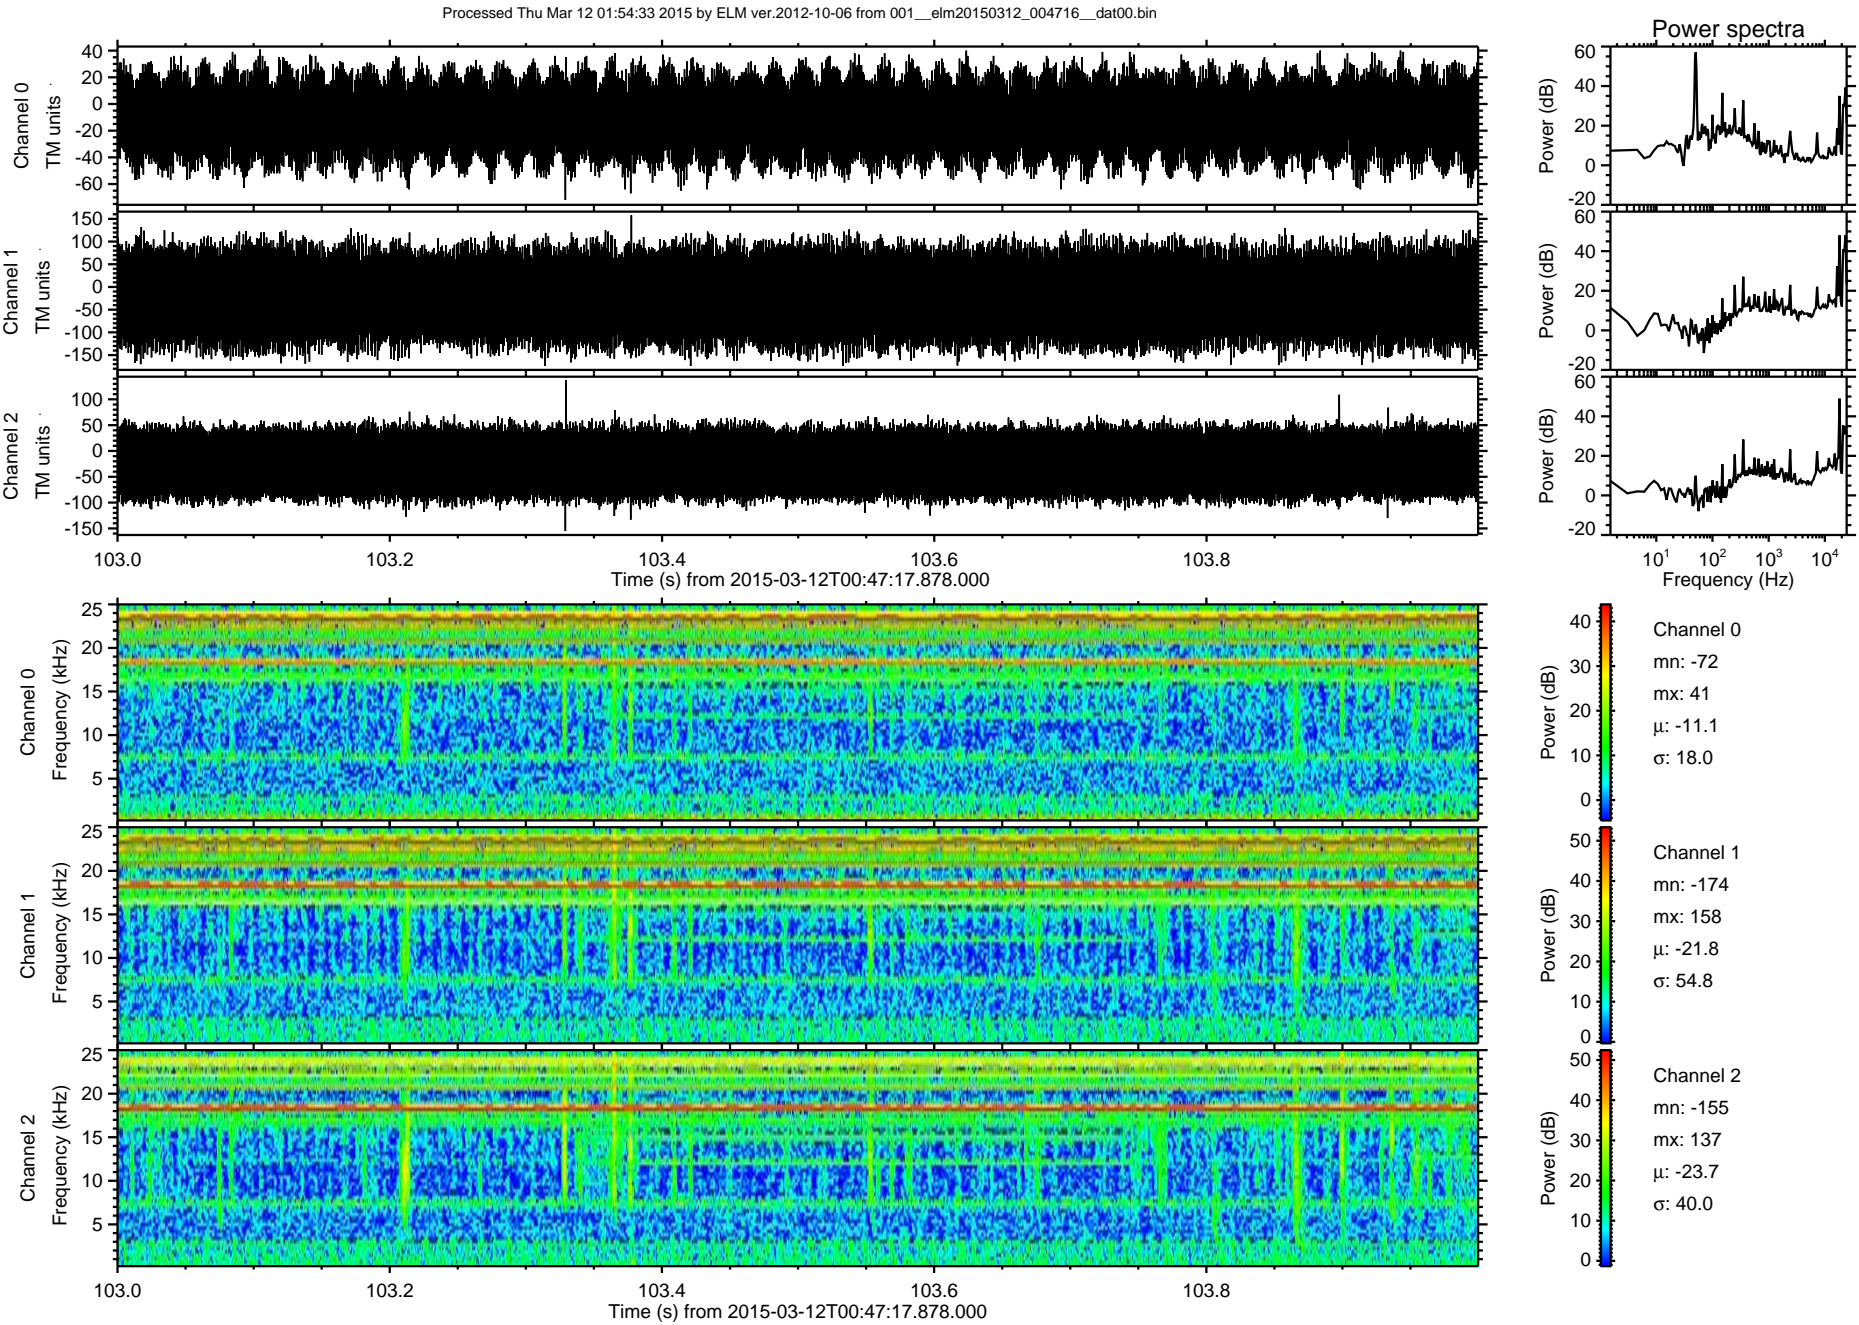 Processed Thu Mar 12 01:54:33 2015 by ELM ver.2012-10-06 from 001__elm20150312_004716__dat00.bin
Power spectra
Channel 0
TM units
40
20
0
-20
-40
-60
Power (dB)
60
40
20
0
-20
Channel 1
TM units
150
100
50
0
-50
-100
-150
Power (dB)
60
40
20
0
-20
Channel 2
TM units
100
50
0
-50
-100
-150
Power (dB)
60
40
20
0
-20
103.0 103.2 103.4 103.6 103.8
Time (s) from 2015-03-12T00:47:17.878.000
10¹ 10² 10³ 10⁴
Frequency (Hz)
Channel 0
Frequency (kHz)
25
20
15
10
5
Power (dB)
40
30
20
10
0
Channel 0
mn: -72
mx: 41
μ: -11.1
σ: 18.0
Channel 1
Frequency (kHz)
25
20
15
10
5
Power (dB)
50
40
30
20
10
0
Channel 1
mn: -174
mx: 158
μ: -21.8
σ: 54.8
Channel 2
Frequency (kHz)
25
20
15
10
5
Power (dB)
50
40
30
20
10
0
Channel 2
mn: -155
mx: 137
μ: -23.7
σ: 40.0
103.0 103.2 103.4 103.6 103.8
Time (s) from 2015-03-12T00:47:17.878.000